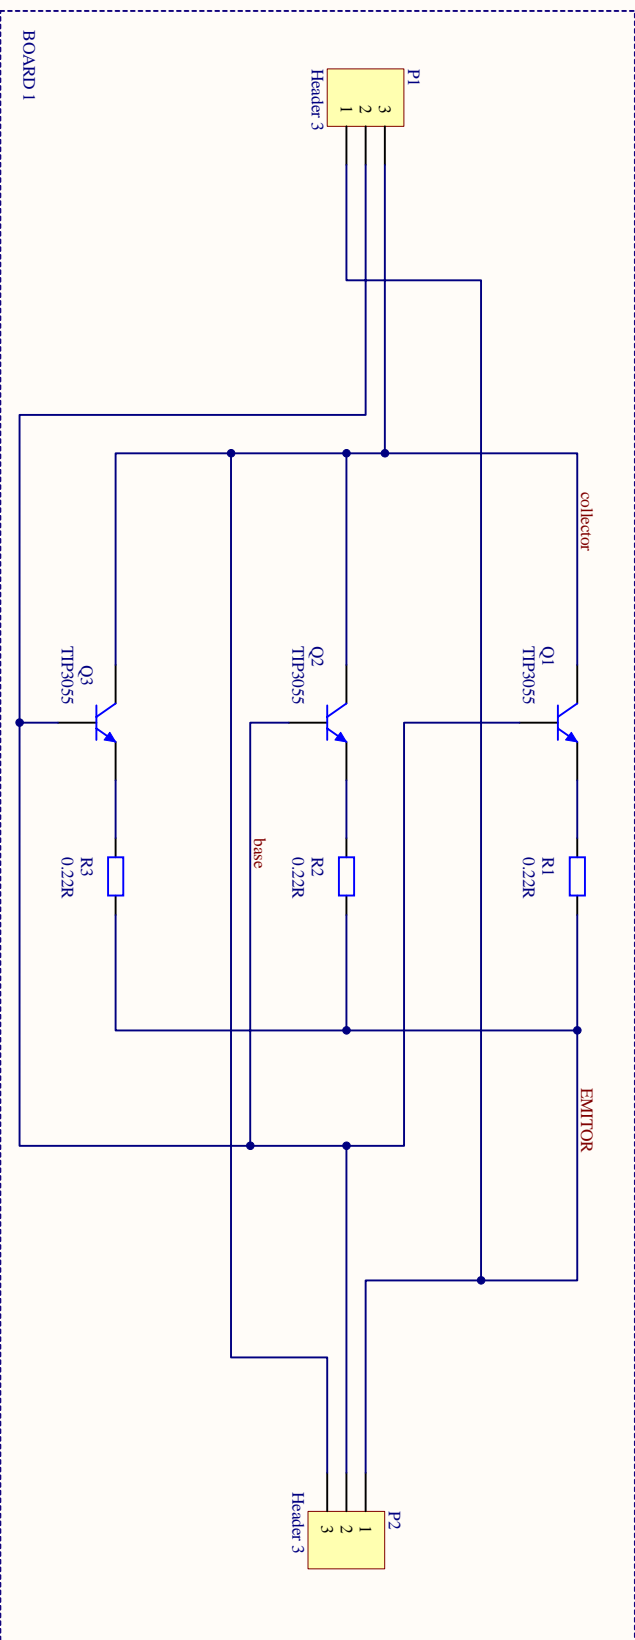 BOARD 1
P1
3
2
1
Header 3
collector
Q1
TIP3055
Q2
TIP3055
Q3
TIP3055
R1
0.22R
base
R2
0.22R
R3
0.22R
EMITOR
P2
1
2
3
Header 3